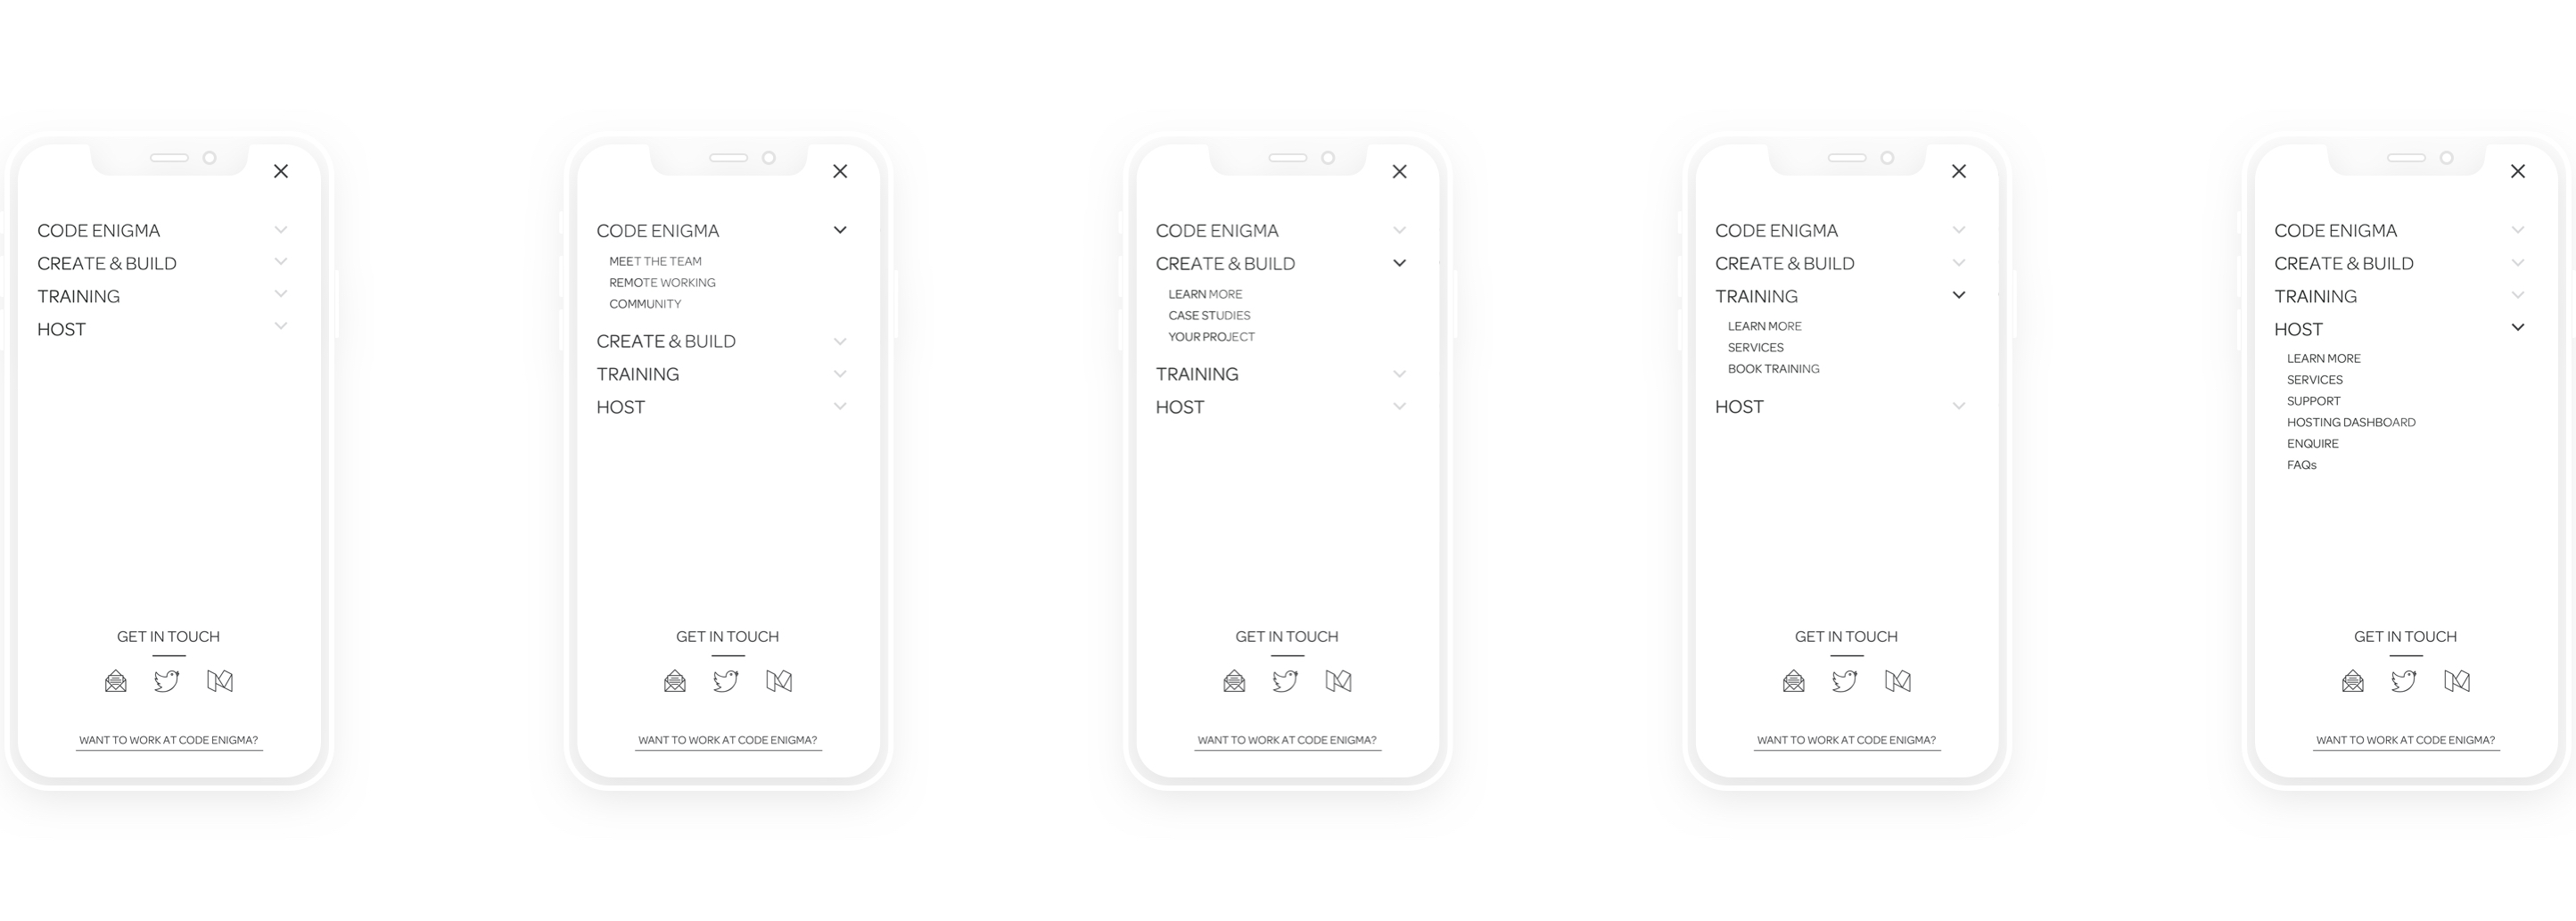 CODE ENIGMA
CREATE & BUILD
TRAINING
HOST
GET IN TOUCH
WANT TO WORK AT CODE ENIGMA?
CODE ENIGMA
MEET THE TEAM
REMOTE WORKING
COMMUNITY
CREATE & BUILD
TRAINING
HOST
GET IN TOUCH
WANT TO WORK AT CODE ENIGMA?
CODE ENIGMA
CREATE & BUILD
LEARN MORE
CASE STUDIES
YOUR PROJECT
TRAINING
HOST
GET IN TOUCH
WANT TO WORK AT CODE ENIGMA?
CODE ENIGMA
CREATE & BUILD
TRAINING
LEARN MORE
SERVICES
BOOK TRAINING
HOST
GET IN TOUCH
WANT TO WORK AT CODE ENIGMA?
CODE ENIGMA
CREATE & BUILD
TRAINING
HOST
LEARN MORE
SERVICES
SUPPORT
HOSTING DASHBOARD
ENQUIRE
FAQs
GET IN TOUCH
WANT TO WORK AT CODE ENIGMA?